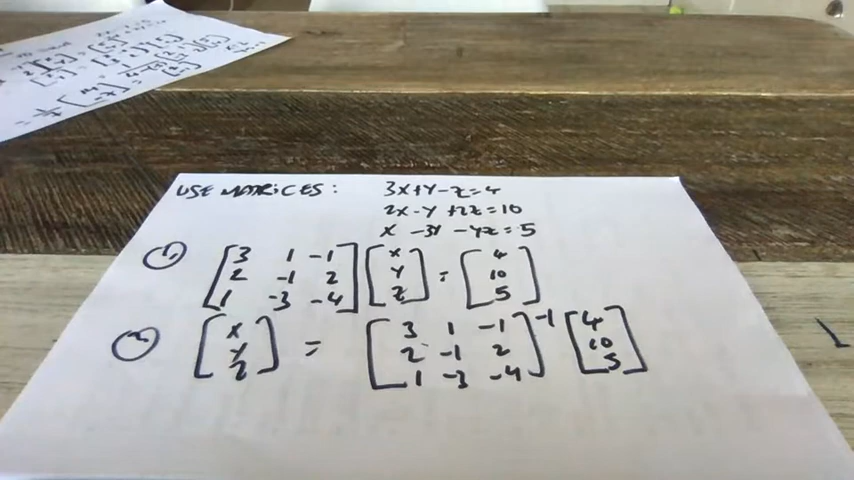 USE MATRICES: 3x+y-z=4
2x-y+2z=10
x -3y -4z=5
① [3 1 -1] [x] = [4]
[2 -1 2] [y] [10]
[1 -3 -4] [z] [5]
② [x] = [3 1 -1]⁻¹ [4]
[y] [2 -1 2] [10]
[z] [1 -3 -4] [5]